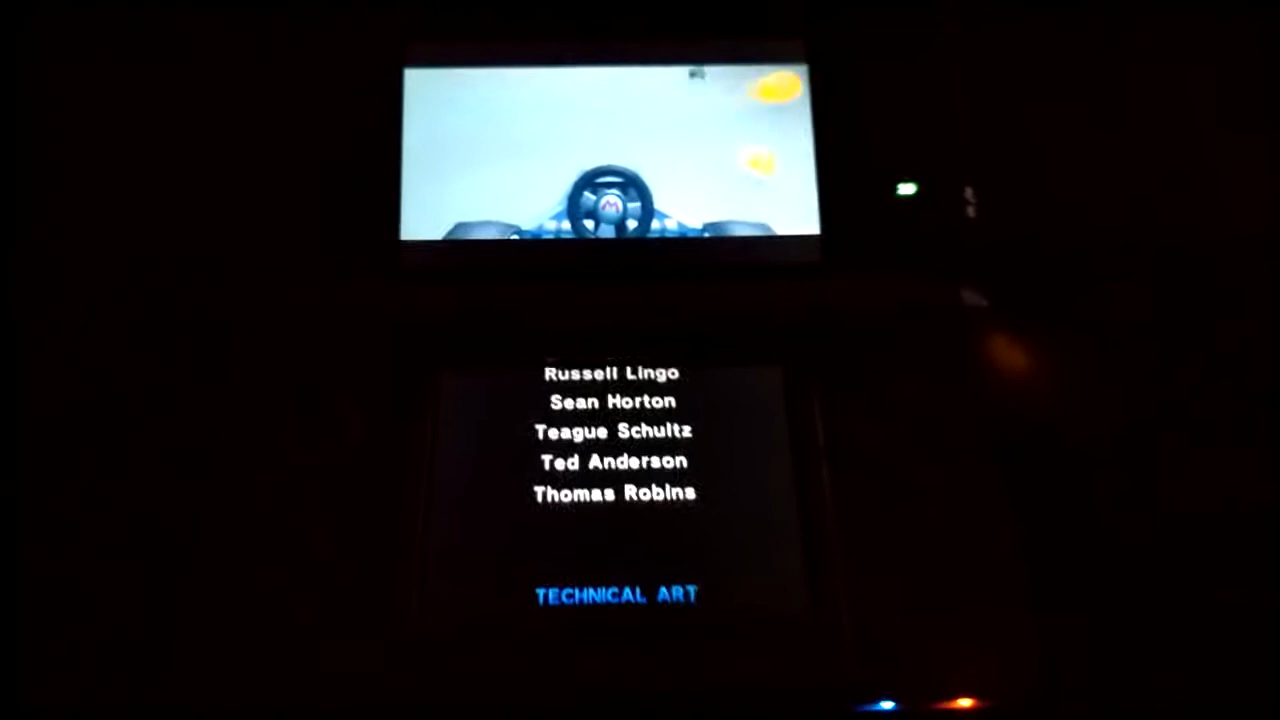 M
Russell Lingo
Sean Horton
Teague Schultz
Ted Anderson
Thomas Robins
TECHNICAL ART